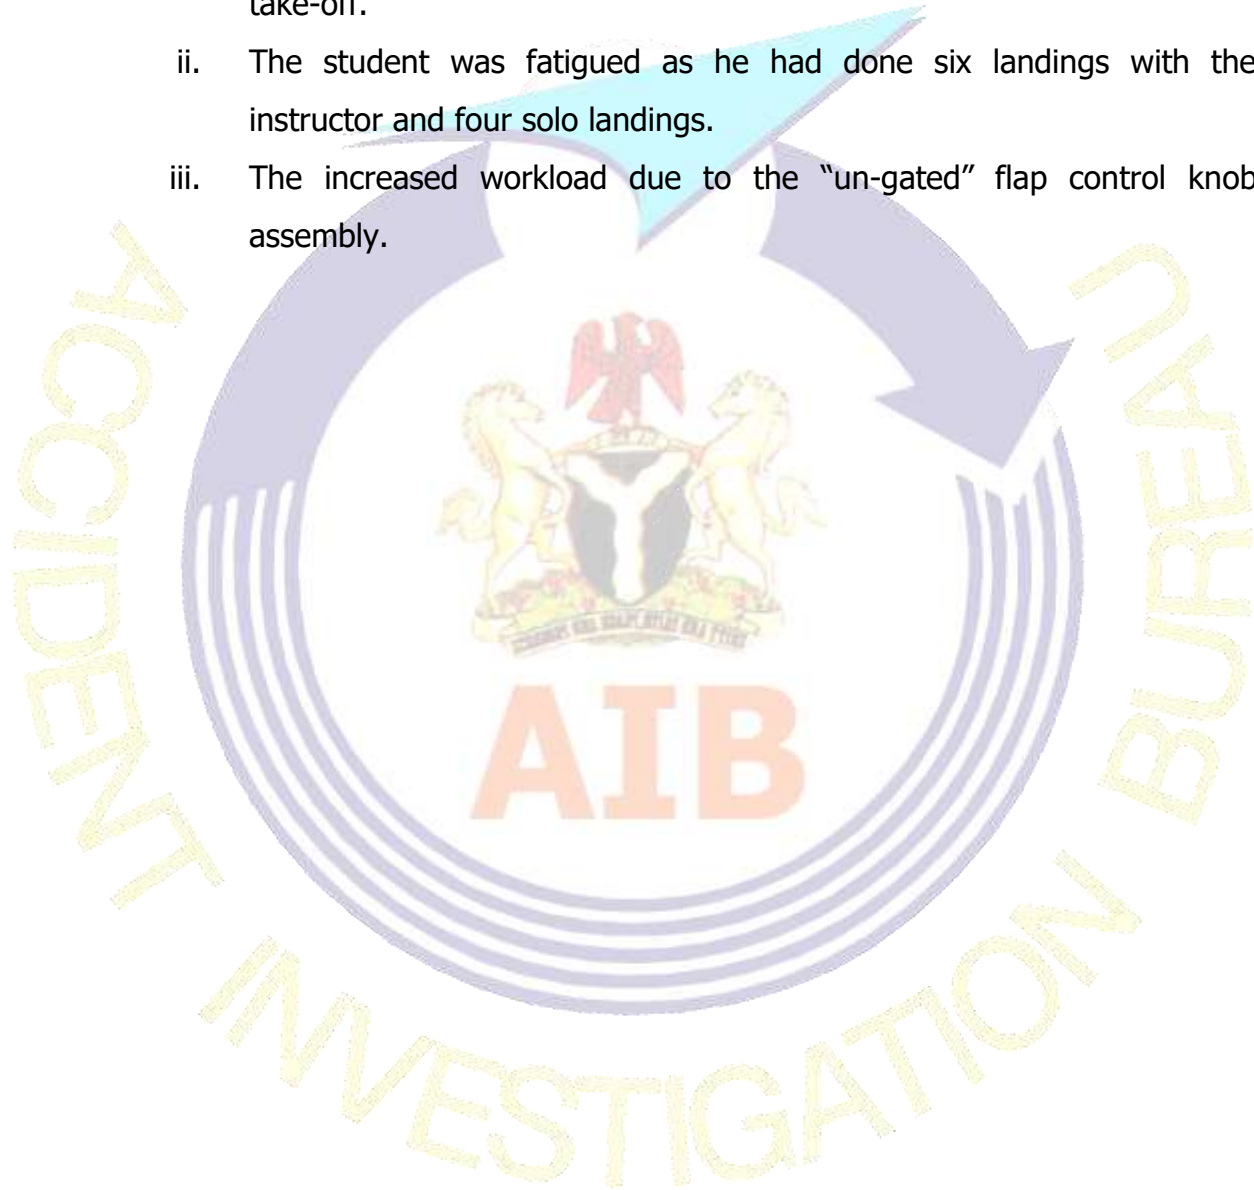 take-off.
ii. The student was fatigued as he had done six landings with the
instructor and four solo landings.
iii. The increased workload due to the “un-gated” flap control knob
assembly.
AIB
ACCIDENT INVESTIGATION BUREAU